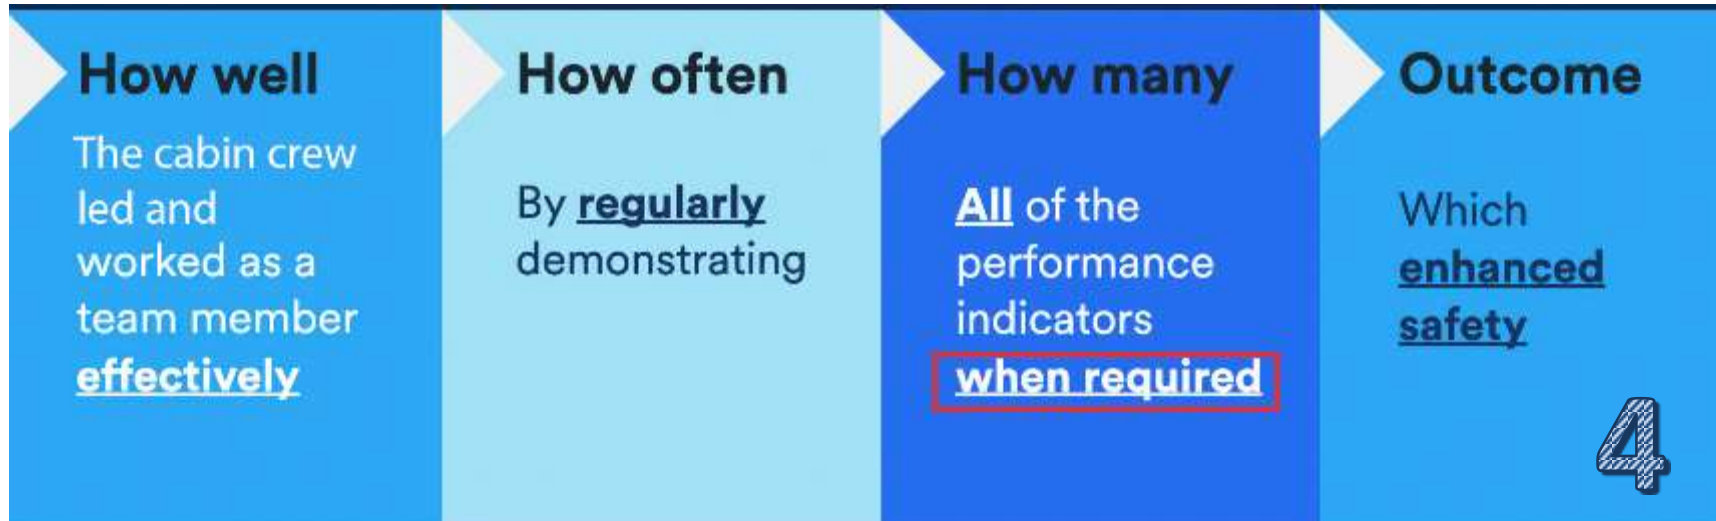 How well
The cabin crew
led and
worked as a
team member
effectively
How often
By regularly
demonstrating
How many
All of the
performance
indicators
when required
Outcome
Which
enhanced
safety
4